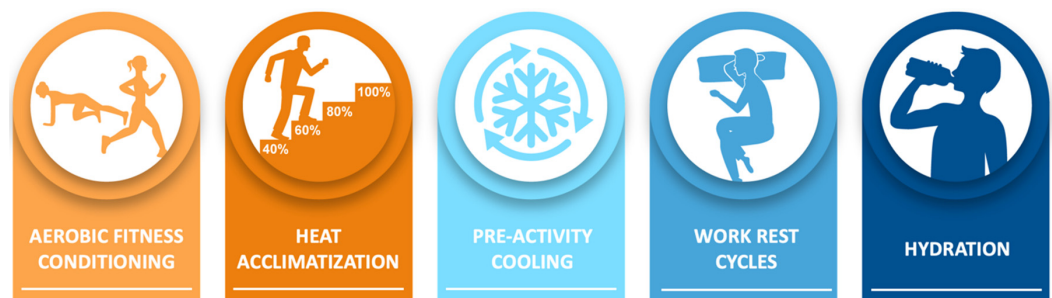 40%
60%
80%
100%
AEROBIC FITNESS
CONDITIONING
HEAT
ACCLIMATIZATION
PRE-ACTIVITY
COOLING
WORK REST
CYCLES
HYDRATION